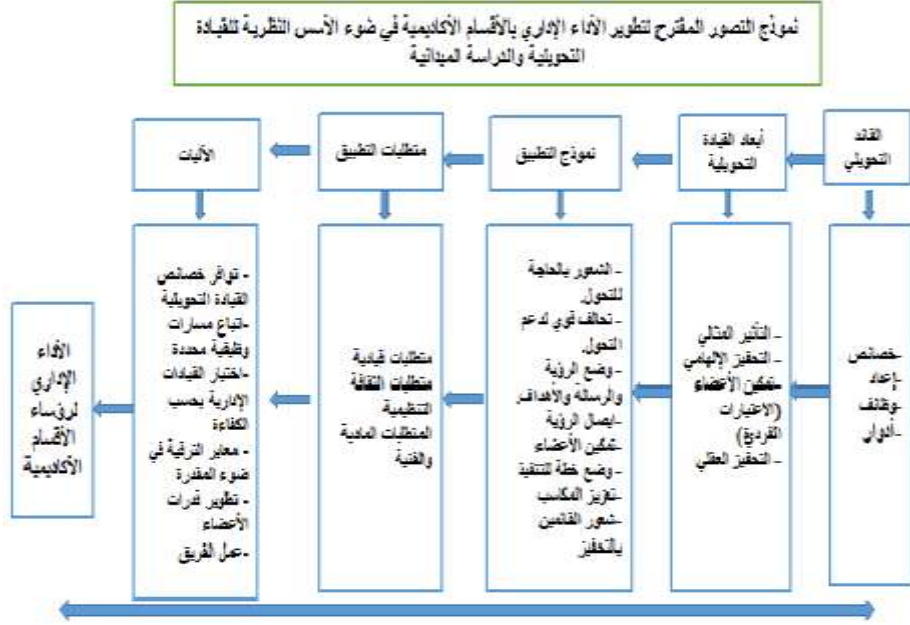 نموذج التصور المقترح لتطوير الأداء الإداري بالأقسام الأكاديمية في ضوء الأسس النظرية للقيادة
التحويلية والدراسة الميدانية
القائد
التحويلي
أبعاد القيادة
التحويلية
نموذج التطبيق
متطلبات التطبيق
الآليات
-خصائص
-إعداد
-وظائف
-أدوار
- التأثير المثالي
- التحفيز الإلهامي
-تمكين الأعضاء
(الاعتبارات
الفردية)
- التحفيز العقلي
- الشعور بالحاجة
للتحول.
- تحالف قوي لدعم
التحول.
- وضع الرؤية
والرسالة والأهداف.
- ايصال الرؤية
-تمكين الأعضاء
- وضع خطة للتنفيذ
-تعزيز المكاسب
-شعور القائمين
بالتحفيز
متطلبات قيادية
متطلبات الثقافة
التنظيمية
المتطلبات المادية
والفنية
- توافر خصائص
القيادة التحويلية
-اتباع مسارات
وظيفية محددة
-اختيار القيادات
الإدارية بحسب
الكفاءة
- معايير الترقية في
ضوء المقدرة
- تطوير قدرات
الأعضاء
-عمل الفريق
الأداء
الإداري
لرؤساء
الأقسام
الأكاديمية